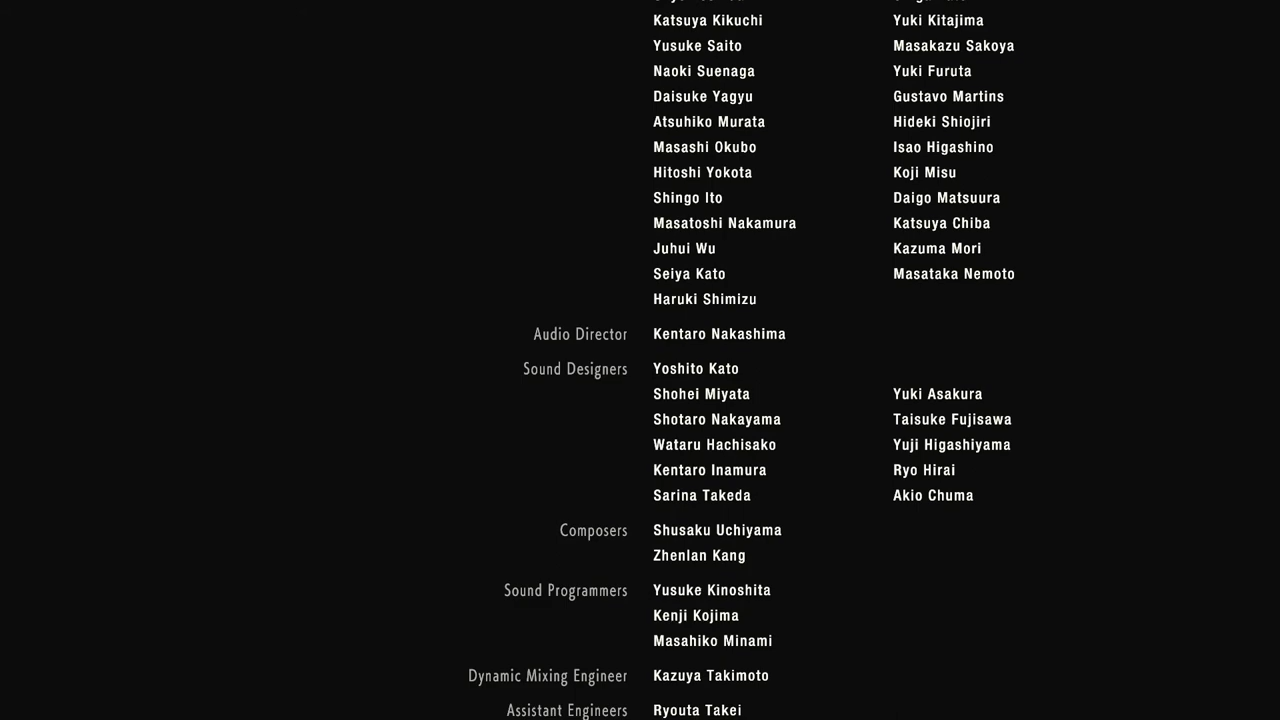 Katsuya Kikuchi Yuki Kitajima
Yusuke Saito Masakazu Sakoya
Naoki Suenaga Yuki Furuta
Daisuke Yagyu Gustavo Martins
Atsuhiko Murata Hideki Shiojiri
Masashi Okubo Isao Higashino
Hitoshi Yokota Koji Misu
Shingo Ito Daigo Matsuura
Masatoshi Nakamura Katsuya Chiba
Juhui Wu Kazuma Mori
Seiya Kato Masataka Nemoto
Haruki Shimizu
Audio Director Kentaro Nakashima
Sound Designers Yoshito Kato
Shohei Miyata Yuki Asakura
Shotaro Nakayama Taisuke Fujisawa
Wataru Hachisako Yuji Higashiyama
Kentaro Inamura Ryo Hirai
Sarina Takeda Akio Chuma
Composers Shusaku Uchiyama
Zhenlan Kang
Sound Programmers Yusuke Kinoshita
Kenji Kojima
Masahiko Minami
Dynamic Mixing Engineer Kazuya Takimoto
Assistant Engineers Ryouta Takei